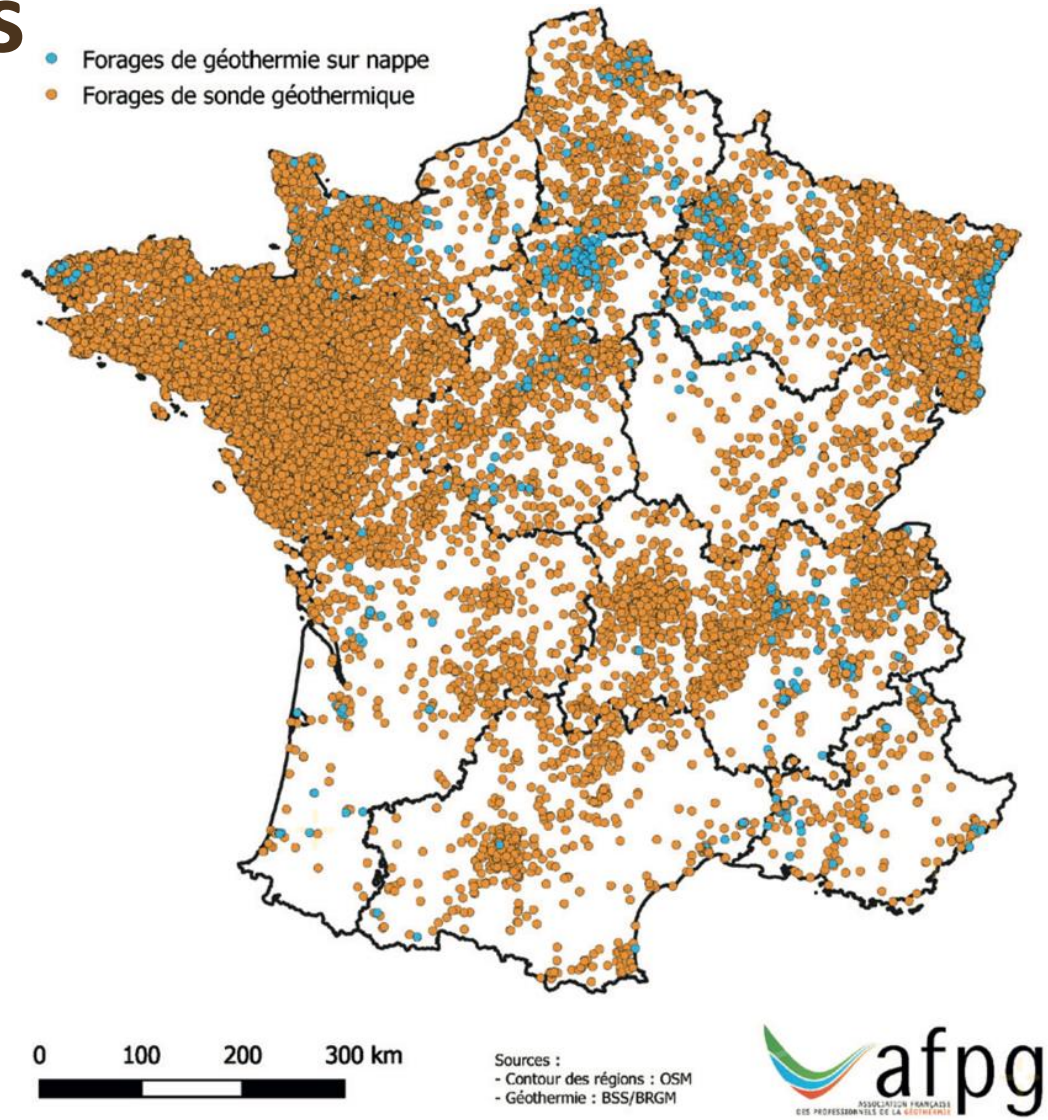 s
Forages de géothermie sur nappe
Forages de sonde géothermique
0 100 200 300 km
Sources :
- Contour des régions : OSM
- Géothermie : BSS/BRGM
afpg
ASSOCIATION FRANÇAISE
DES PROFESSIONNELS DE LA GÉOTHERMIE